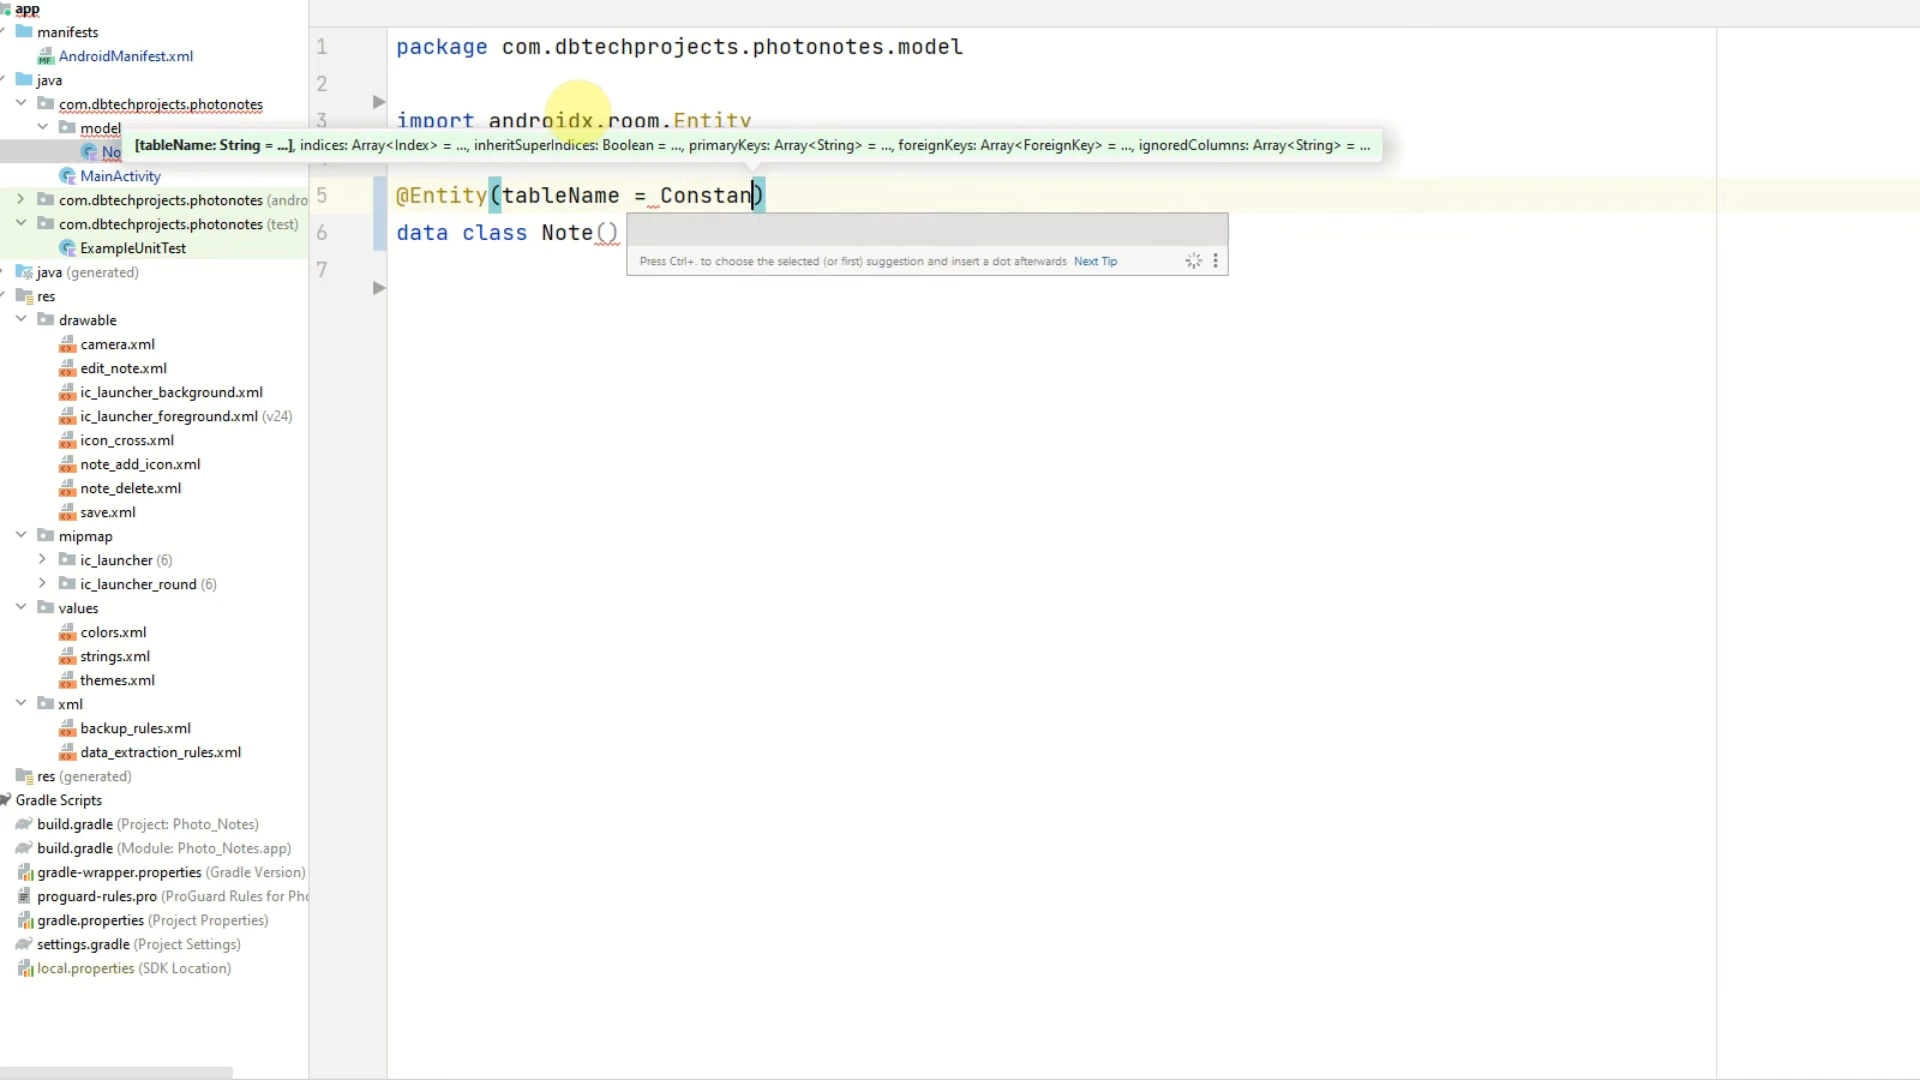 app
manifests
AndroidManifest.xml
java
com.dbtechprojects.photonotes
model
No
MainActivity
com.dbtechprojects.photonotes (andro
com.dbtechprojects.photonotes (test)
ExampleUnitTest
java (generated)
res
drawable
camera.xml
edit_note.xml
ic_launcher_background.xml
ic_launcher_foreground.xml (v24)
icon_cross.xml
note_add_icon.xml
note_delete.xml
save.xml
mipmap
ic_launcher (6)
ic_launcher_round (6)
values
colors.xml
strings.xml
themes.xml
xml
backup_rules.xml
data_extraction_rules.xml
res (generated)
Gradle Scripts
build.gradle (Project: Photo_Notes)
build.gradle (Module: Photo_Notes.app)
gradle-wrapper.properties (Gradle Version)
proguard-rules.pro (ProGuard Rules for Pho
gradle.properties (Project Properties)
settings.gradle (Project Settings)
local.properties (SDK Location)
1 package com.dbtechprojects.photonotes.model
2
3 import androidx.room.Entity
[tableName: String = ...], indices: Array<Index> = ..., inheritSuperIndices: Boolean = ..., primaryKeys: Array<String> = ..., foreignKeys: Array<ForeignKey> = ..., ignoredColumns: Array<String> = ...
5 @Entity(tableName = Constan)
6 data class Note()
Press Ctrl+. to choose the selected (or first) suggestion and insert a dot afterwards Next Tip
7